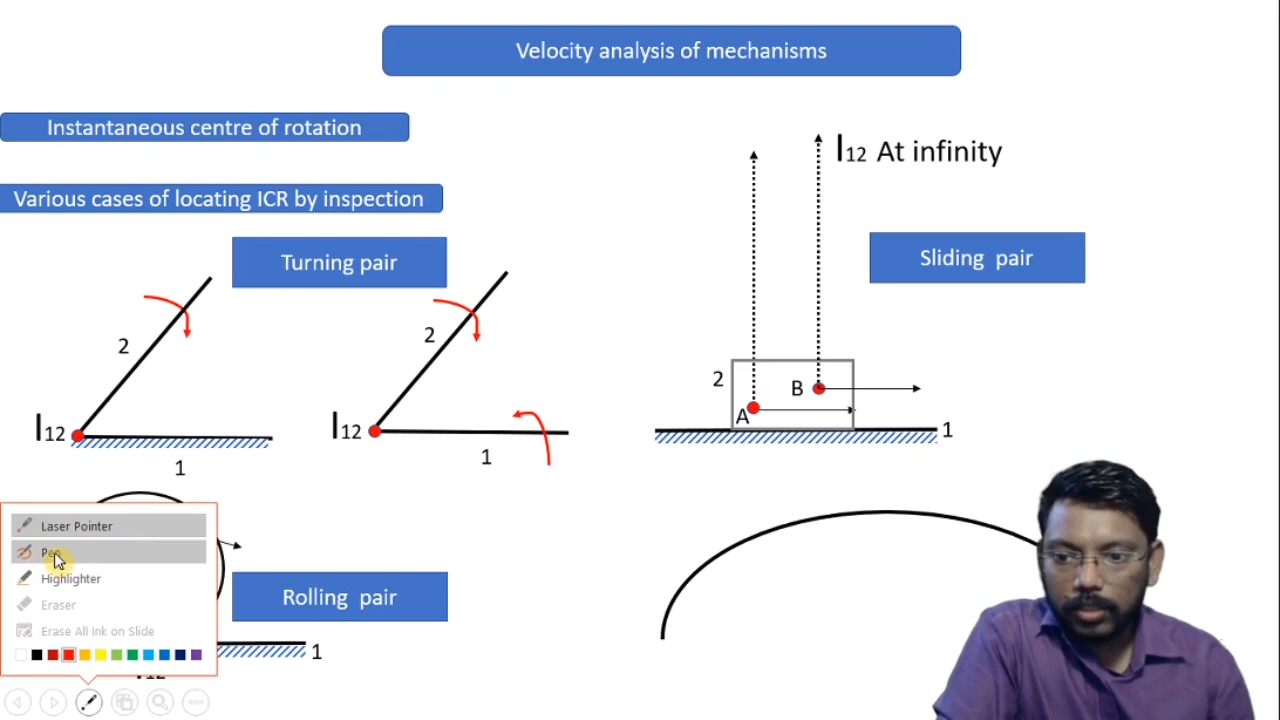 Velocity analysis of mechanisms
Instantaneous centre of rotation
Various cases of locating ICR by inspection
I12 At infinity
Turning pair
Sliding pair
2
2
2
A
B
I12
I12
1
1
1
Laser Pointer
Highlighter
Eraser
Erase All Ink on Slide
Rolling pair
1